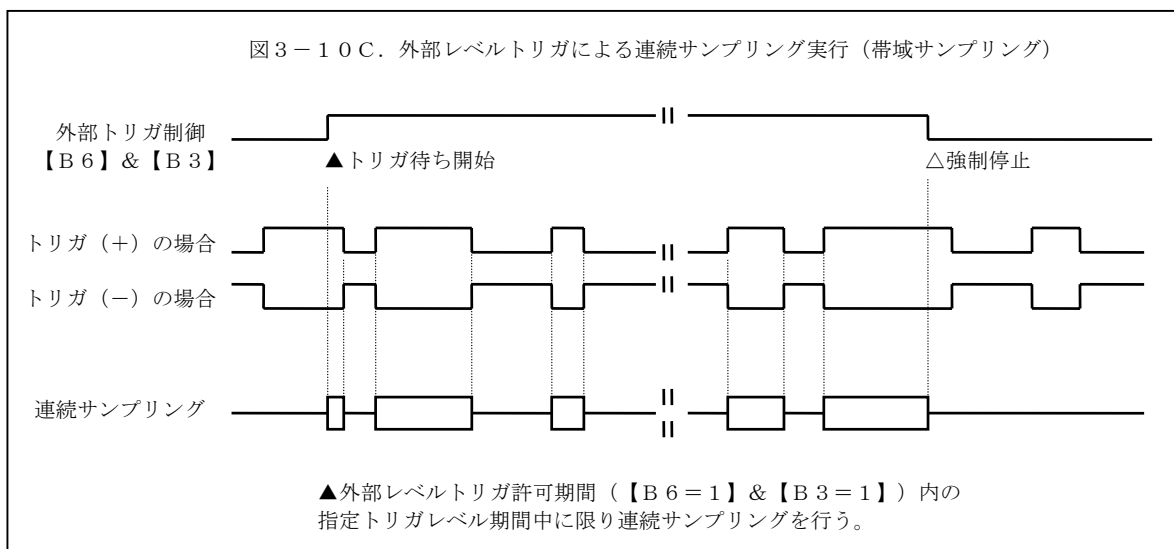 図３－１０Ｃ．外部レベルトリガによる連続サンプリング実行（帯域サンプリング）
外部トリガ制御
【Ｂ６】＆【Ｂ３】
▲トリガ待ち開始
△強制停止
トリガ（＋）の場合
トリガ（－）の場合
連続サンプリング
▲外部レベルトリガ許可期間（【Ｂ６＝１】＆【Ｂ３＝１】）内の
指定トリガレベル期間中に限り連続サンプリングを行う。